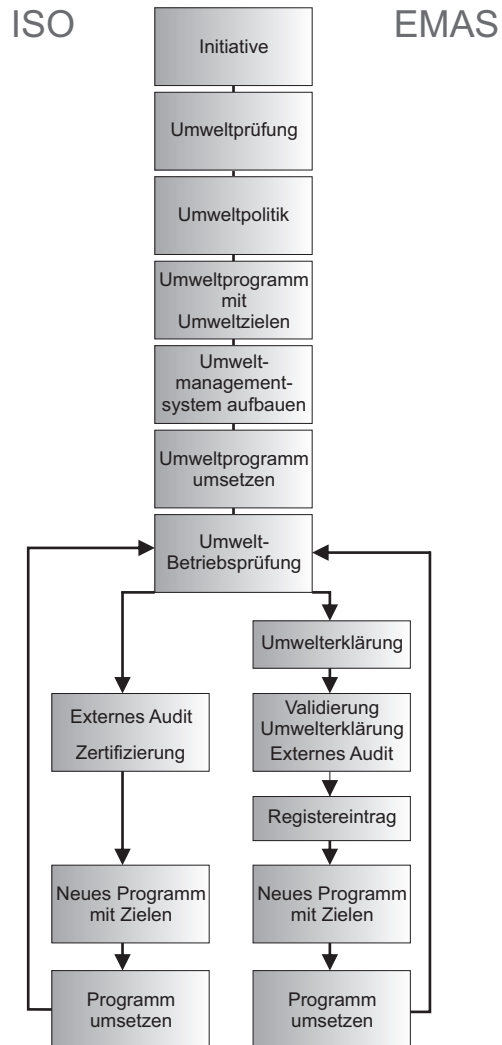 ISO
EMAS
Initiative
Umweltprüfung
Umweltpolitik
Umweltprogramm
mit
Umweltzielen
Umwelt-
management-
system aufbauen
Umweltprogramm
umsetzen
Umwelt-
Betriebsprüfung
Externes Audit
Zertifizierung
Neues Programm
mit Zielen
Programm
umsetzen
Umwelterklärung
Validierung
Umwelterklärung
Externes Audit
Registereintrag
Neues Programm
mit Zielen
Programm
umsetzen